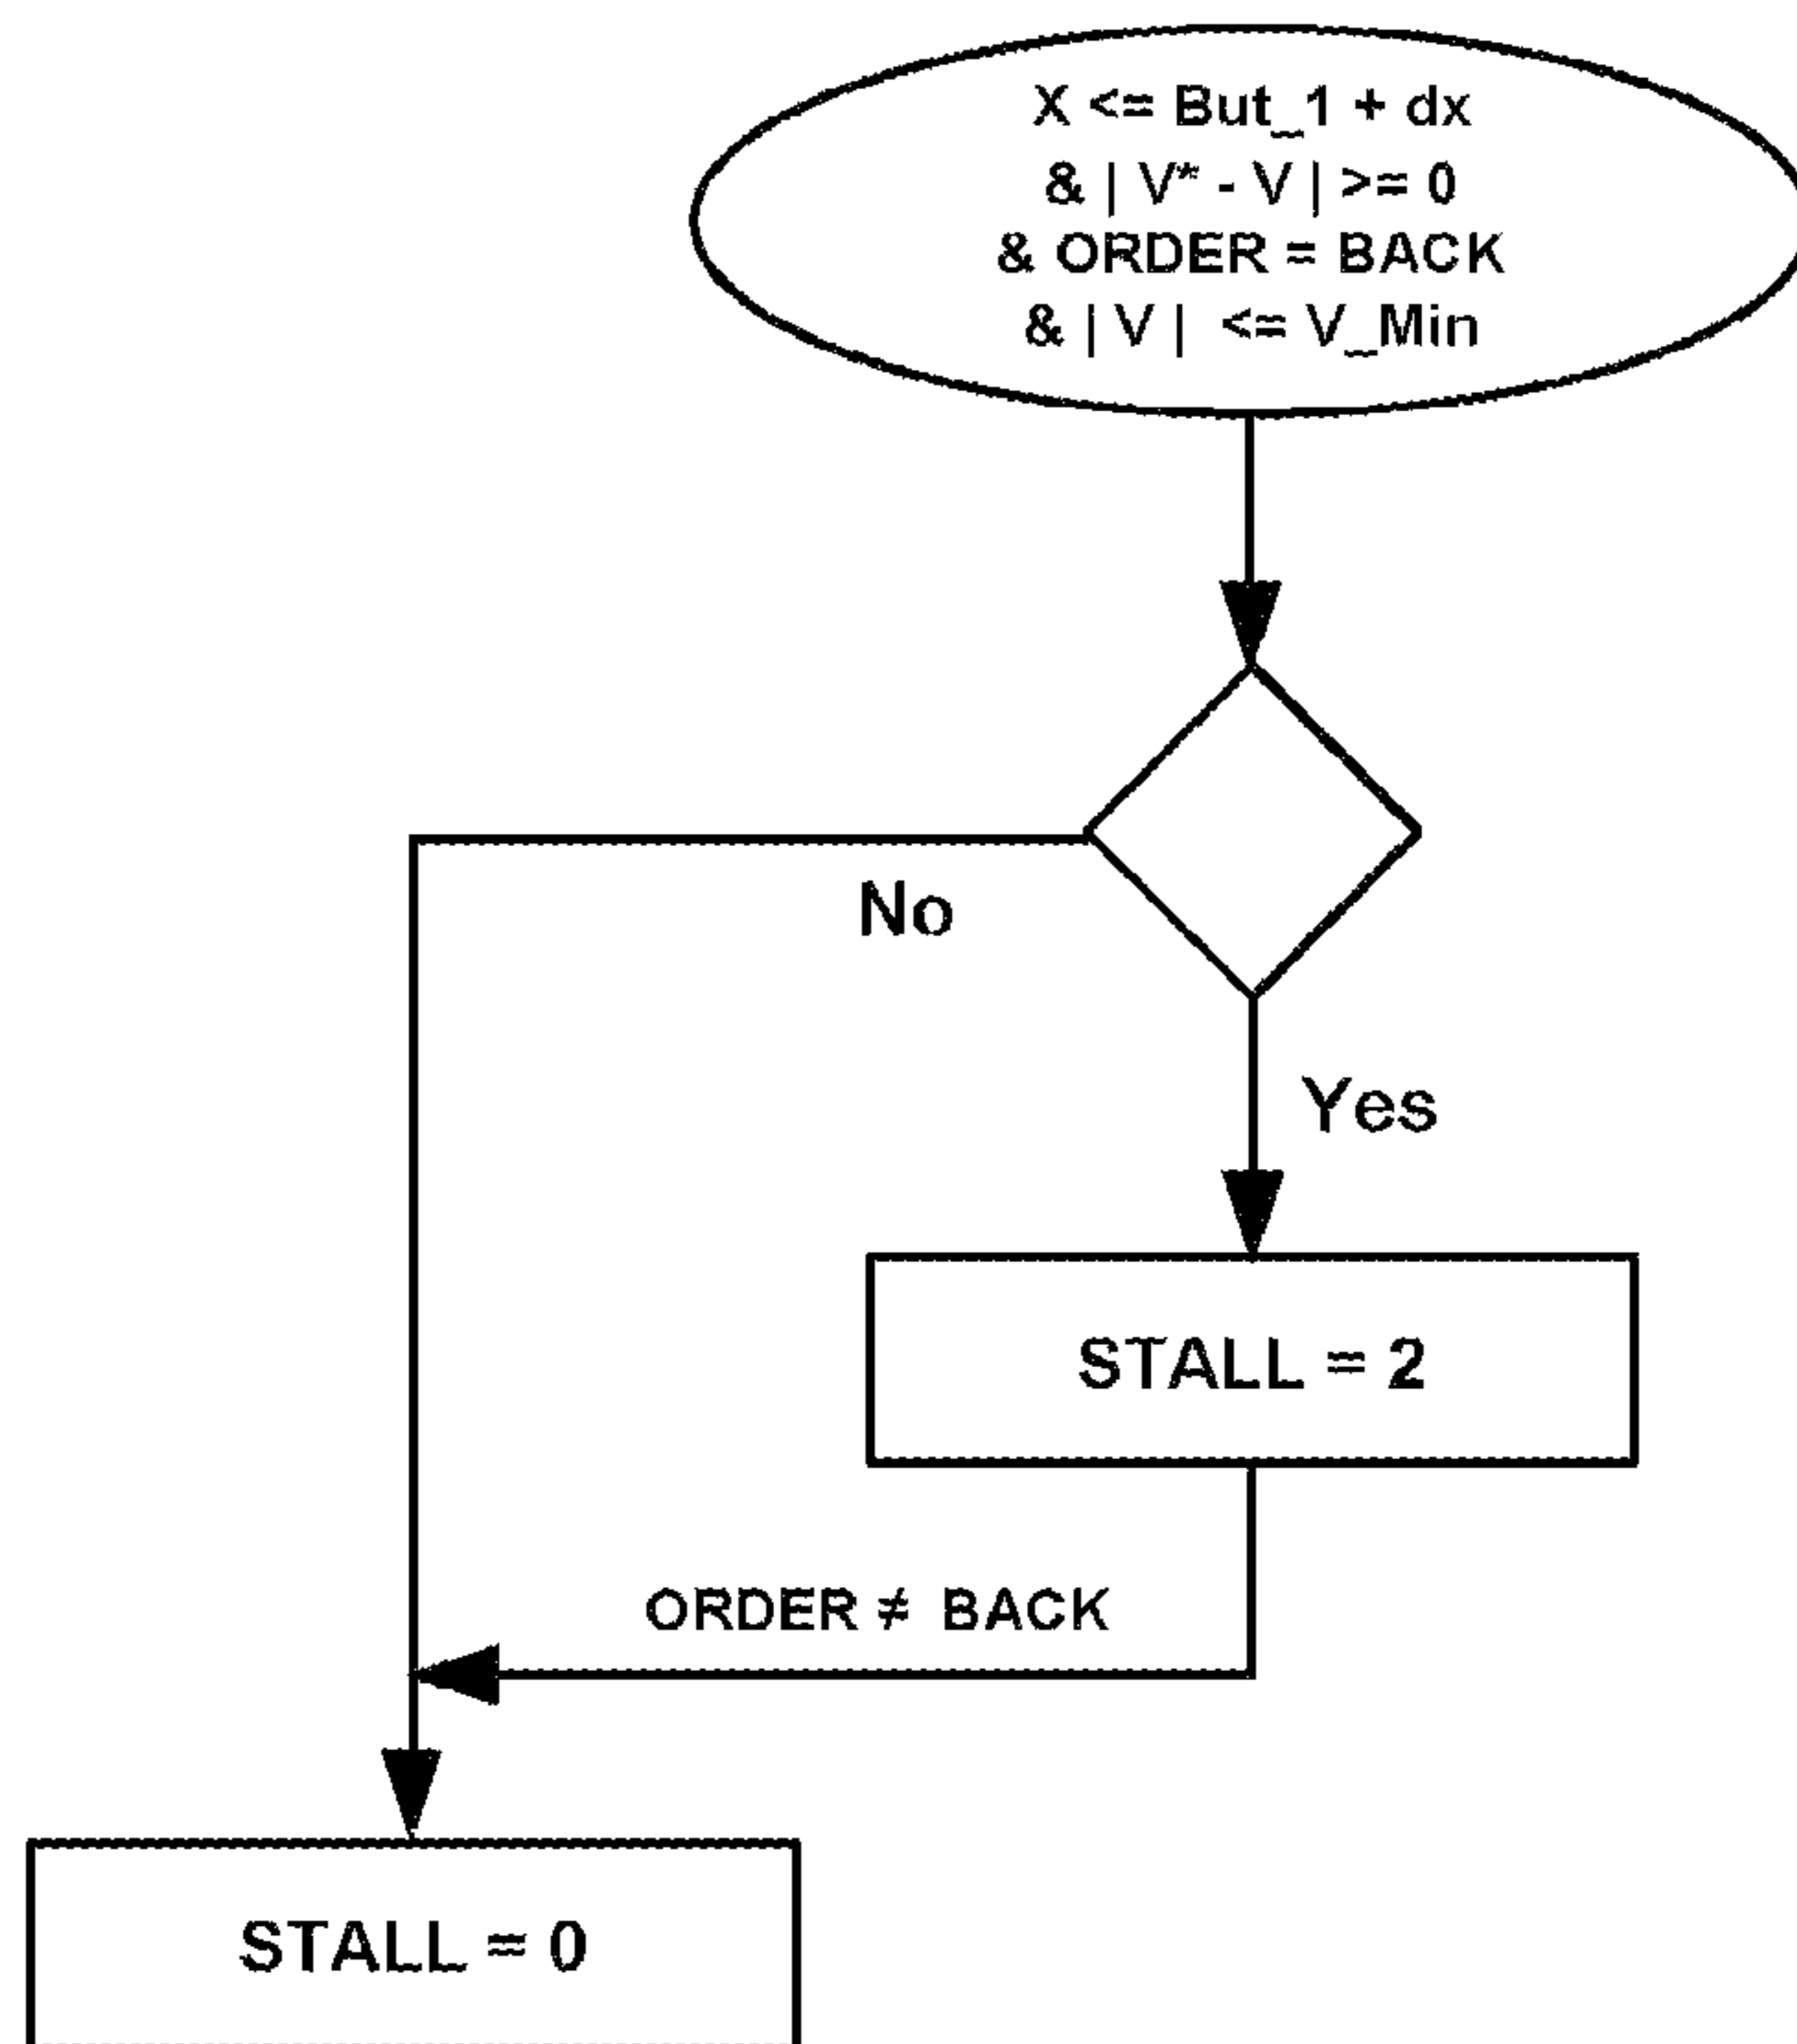 X <= But_1 + dx
& | V* - V | >= 0
& ORDER = BACK
& | V | <= V_Min
No
Yes
STALL = 2
ORDER ≠ BACK
STALL = 0